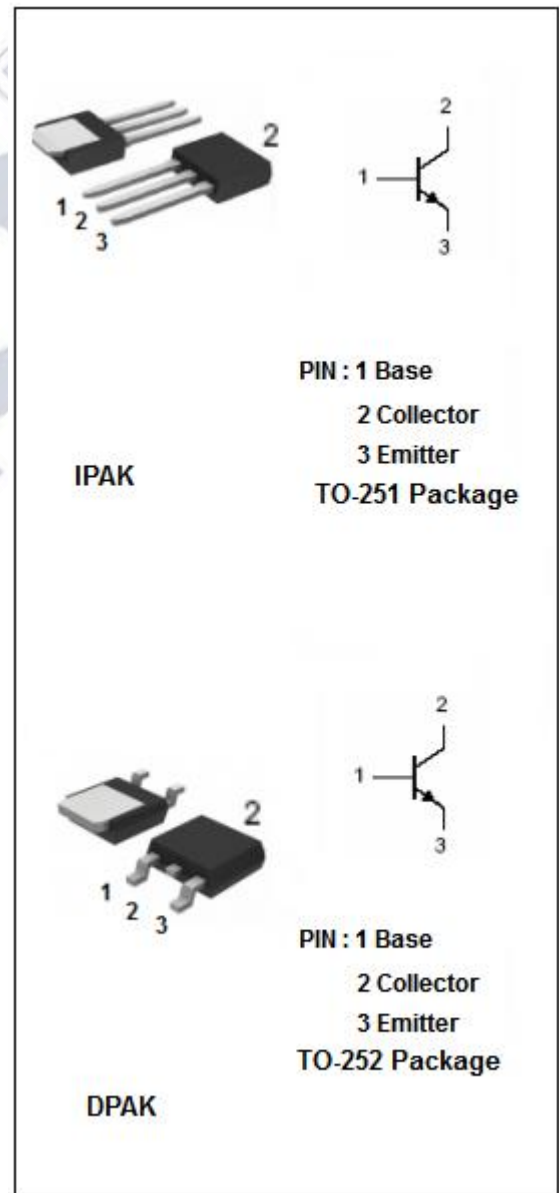 2
1 2 3
2
1
3
PIN : 1 Base
2 Collector
3 Emitter
IPAK
TO-251 Package
2
1
3
2
1 2 3
PIN : 1 Base
2 Collector
3 Emitter
TO-252 Package
DPAK